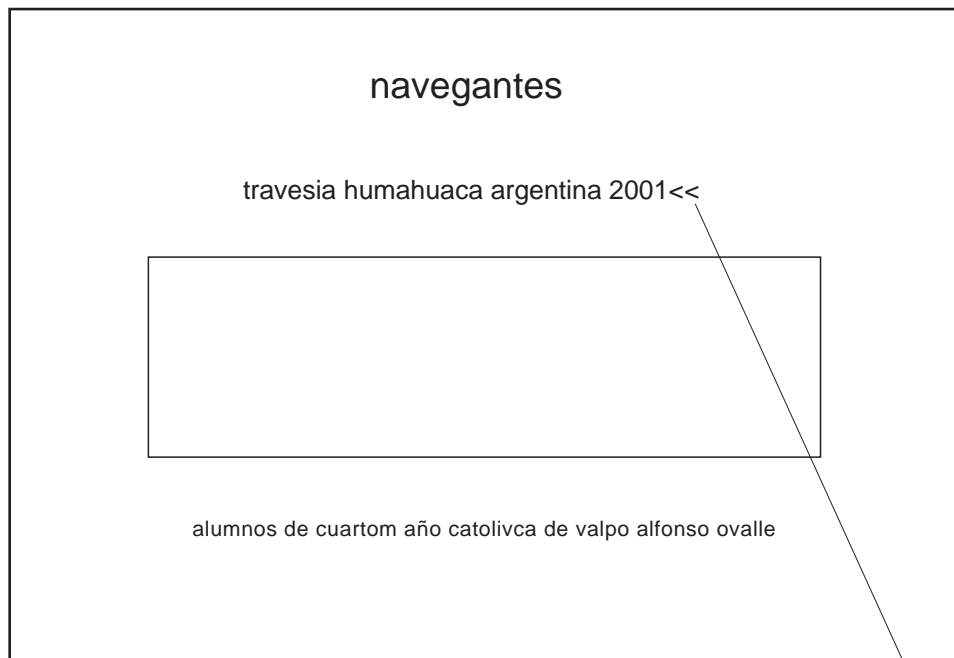 navegantes
travesia humahuaca argentina 2001<<
alumnos de cuartom año catolivca de valpo alfonso ovalle